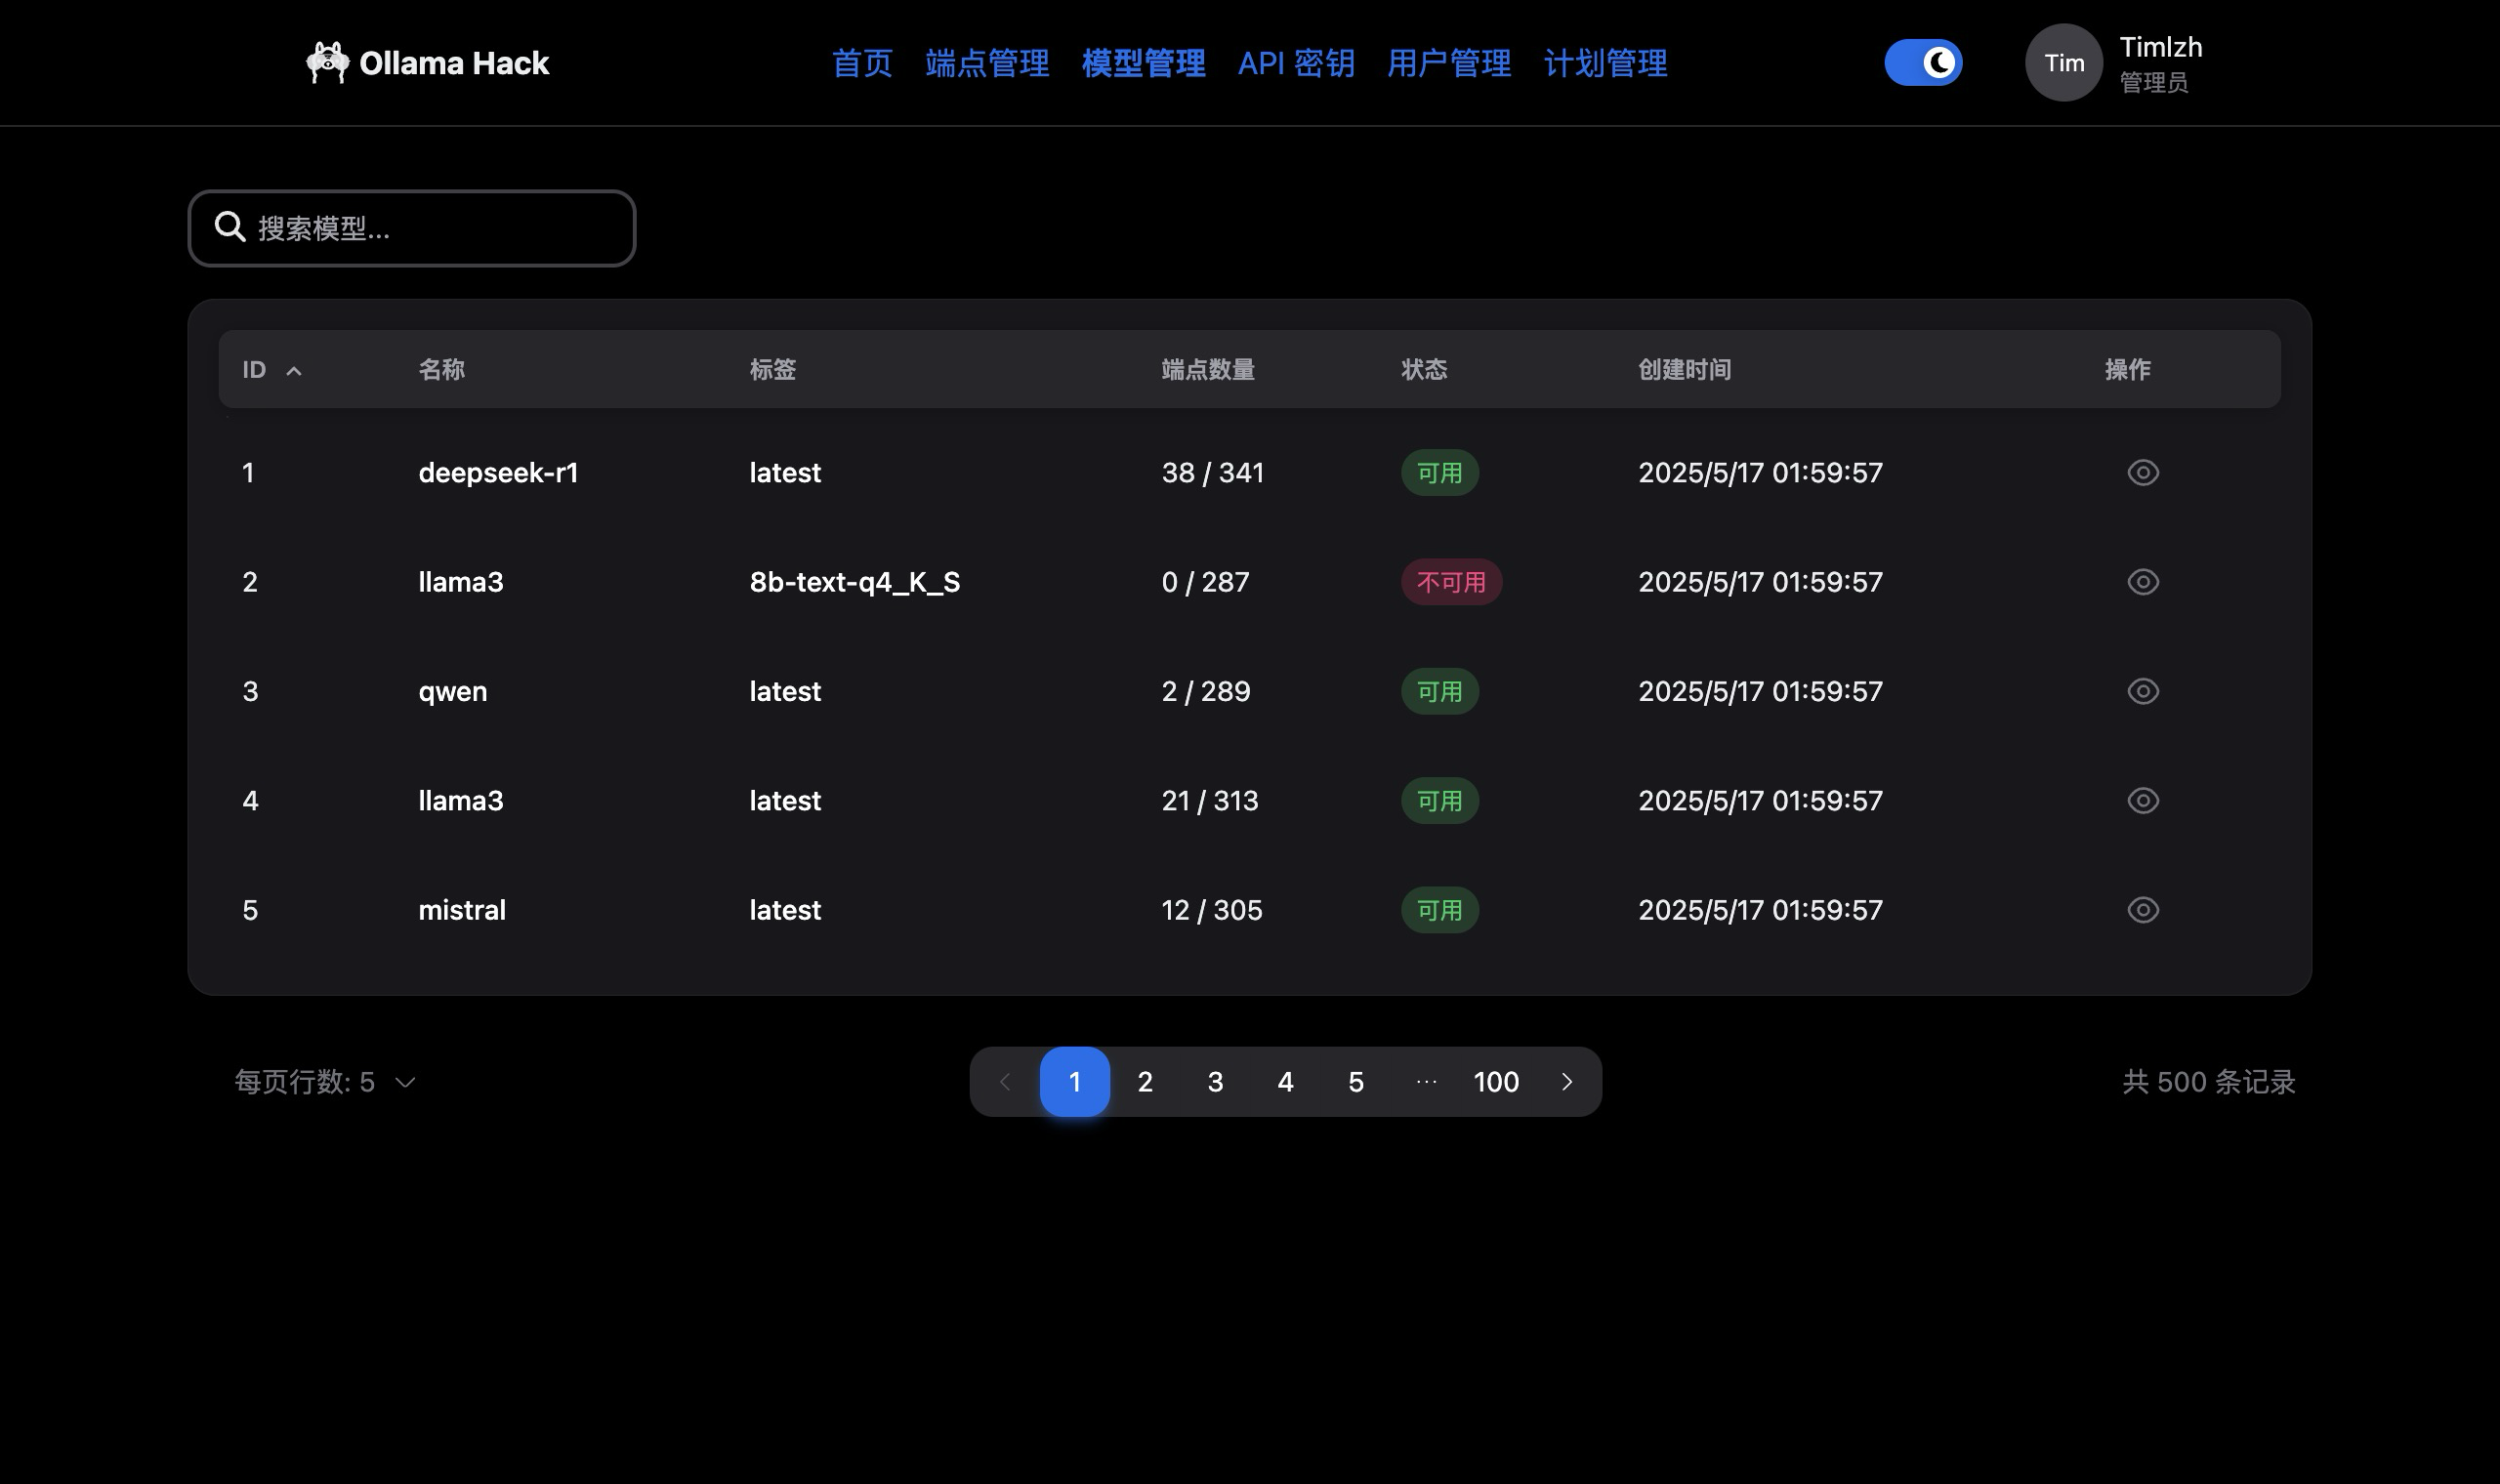 Ollama Hack 首页 端点管理 模型管理 API 密钥 用户管理 计划管理 Tim Timlzh
管理员
搜索模型...
ID 名称 标签 端点数量 状态 创建时间 操作
1 deepseek-r1 latest 38 / 341 可用 2025/5/17 01:59:57
2 llama3 8b-text-q4_K_S 0 / 287 不可用 2025/5/17 01:59:57
3 qwen latest 2 / 289 可用 2025/5/17 01:59:57
4 llama3 latest 21 / 313 可用 2025/5/17 01:59:57
5 mistral latest 12 / 305 可用 2025/5/17 01:59:57
每页行数: 5 1 2 3 4 5 ... 100 共 500 条记录